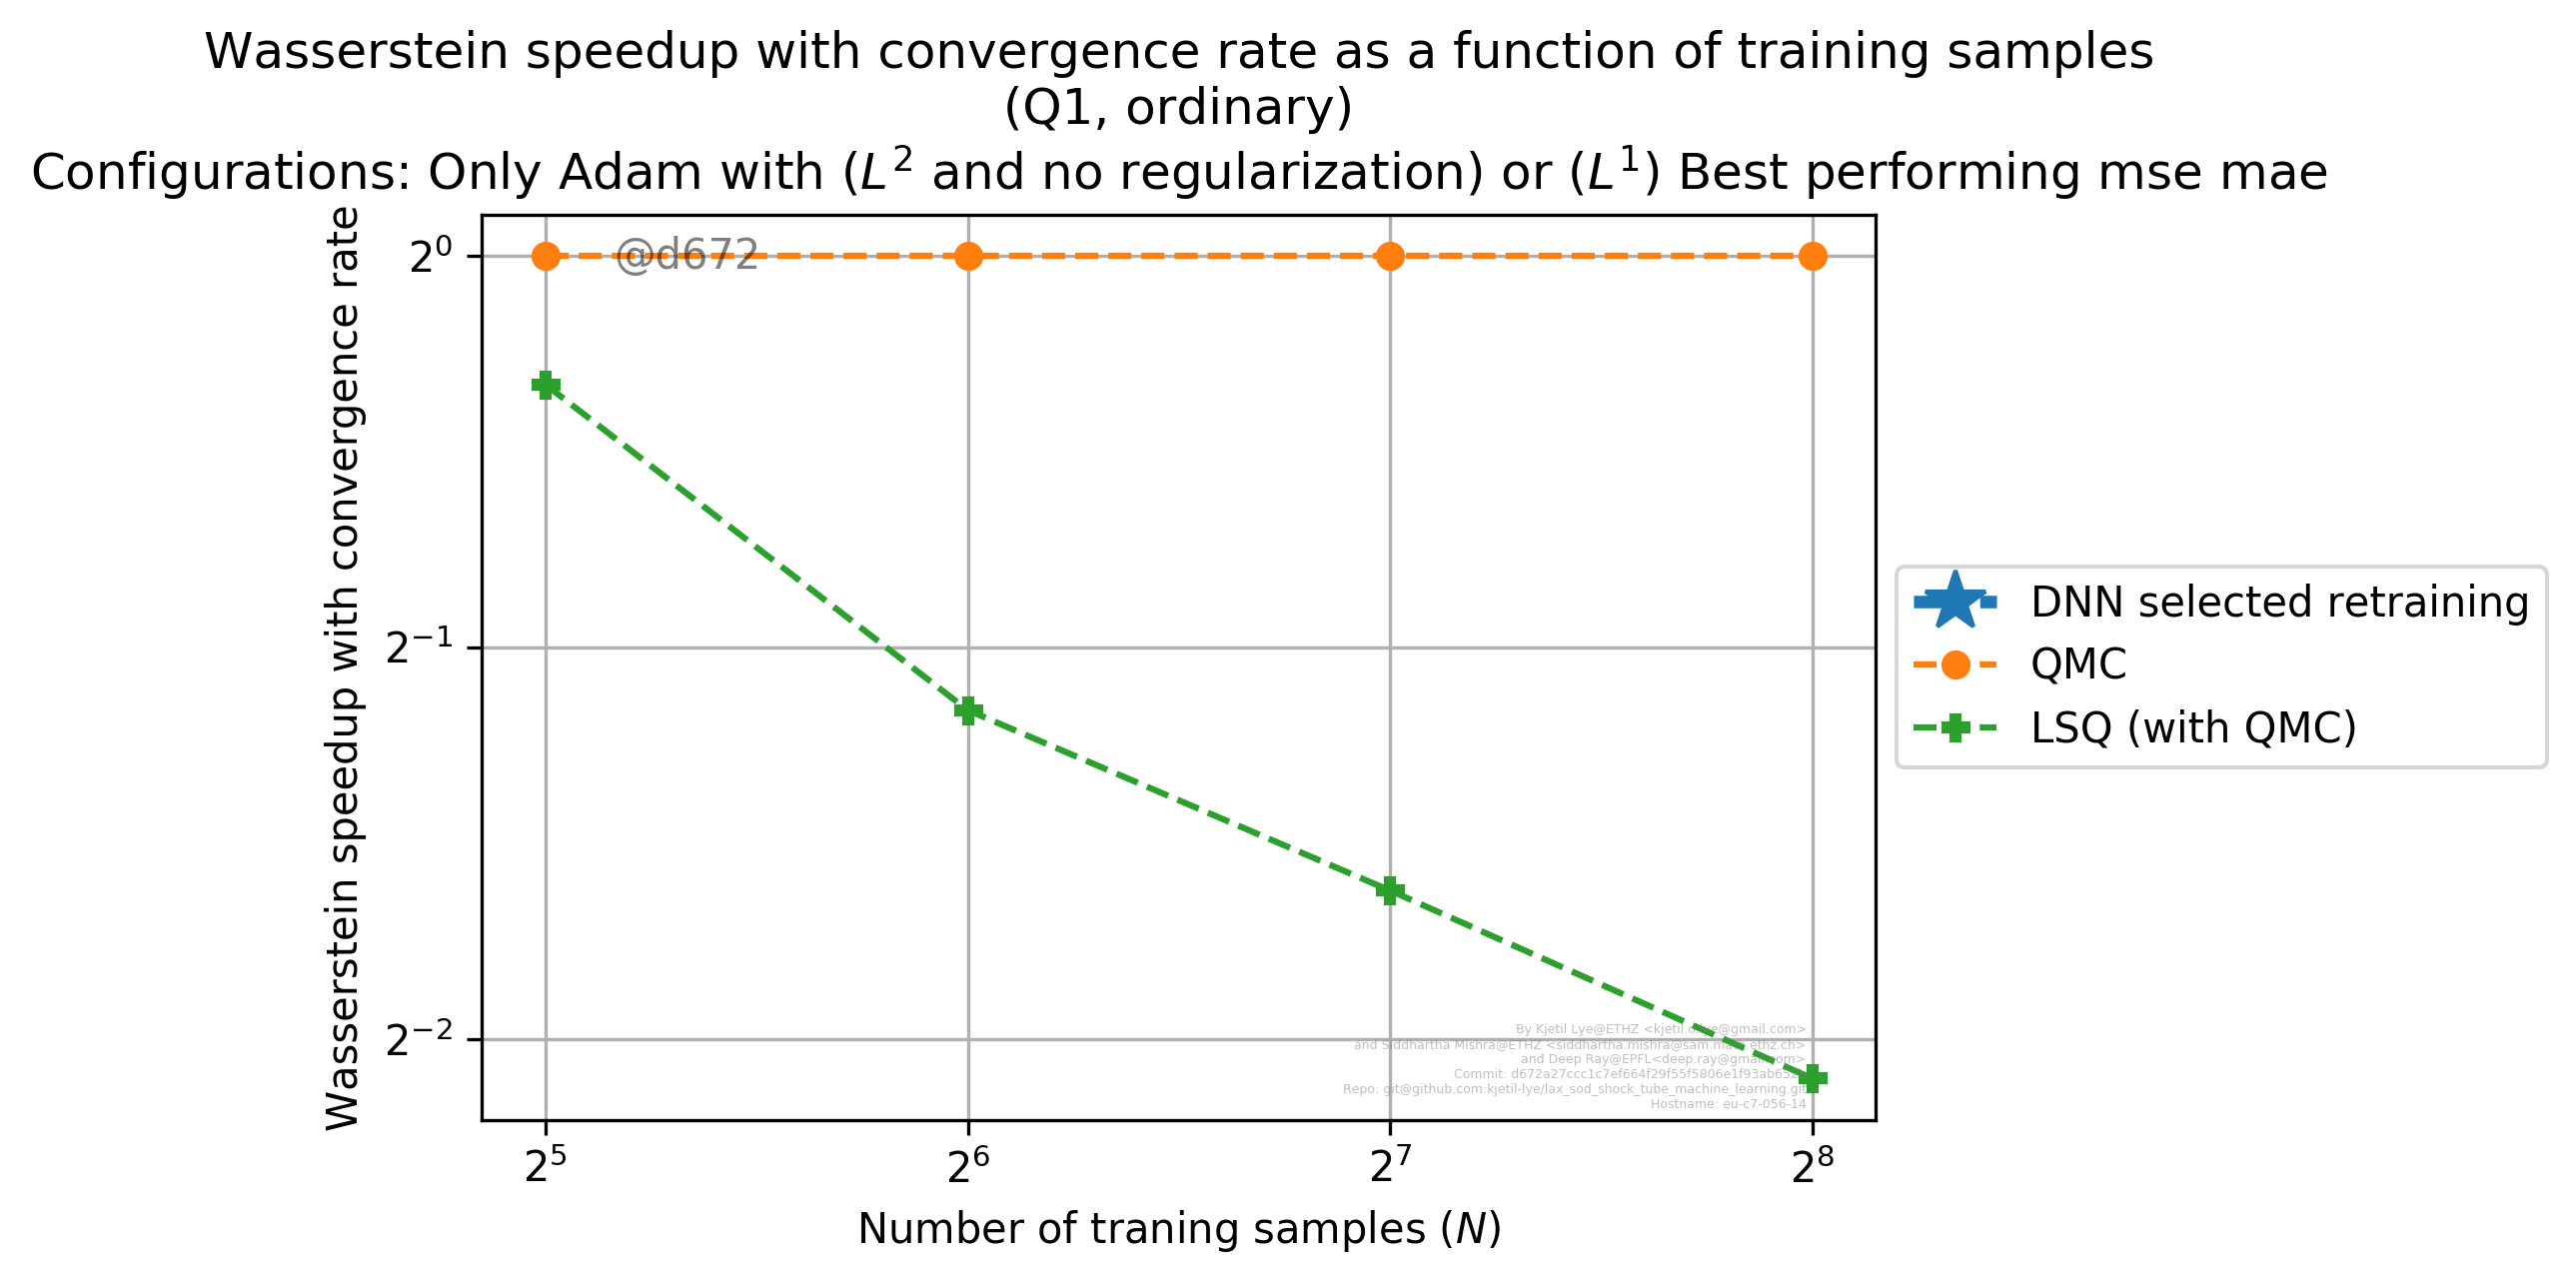 Wasserstein speedup with convergence rate as a function of training samples
(Q1, ordinary)
Configurations: Only Adam with (L² and no regularization) or (L¹) Best performing mse mae
Wasserstein speedup with convergence rate
2⁰
2⁻¹
2⁻²
@d672
DNN selected retraining
QMC
LSQ (with QMC)
By Kjetil Lye@ETHZ <kjetil.o.lye@gmail.com>
and Siddhartha Mishra@ETHZ <siddhartha.mishra@sam.math.ethz.ch>
and Deep Ray@EPFL<deep.ray@gmail.com>
Commit:
Repo: git@github.com:kjetil-lye/lax_sod_shock_tube_machine_learning.git
Hostname: eu-c7-056-14
2⁵
2⁶
2⁷
2⁸
Number of traning samples (N)